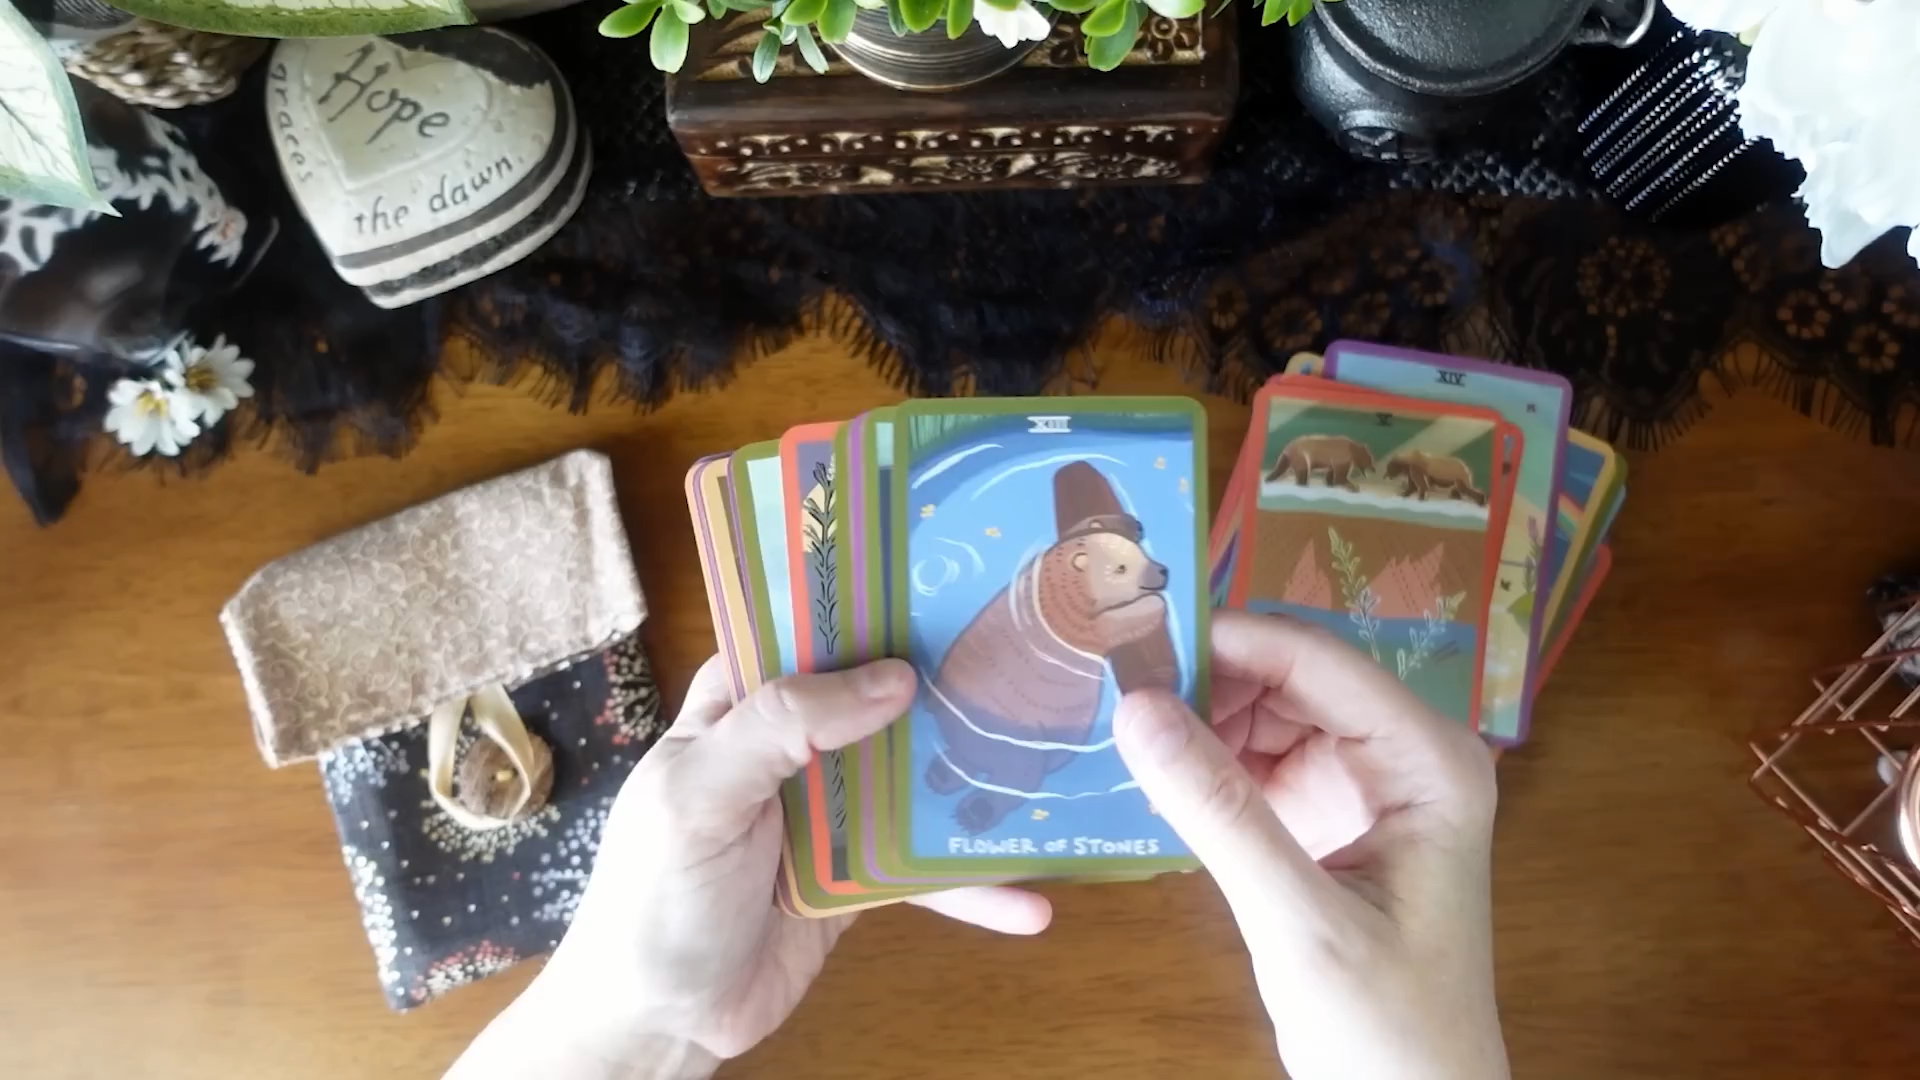 Hope
graces
the dawn.
XIV
V
XIII
FLOWER OF STONES